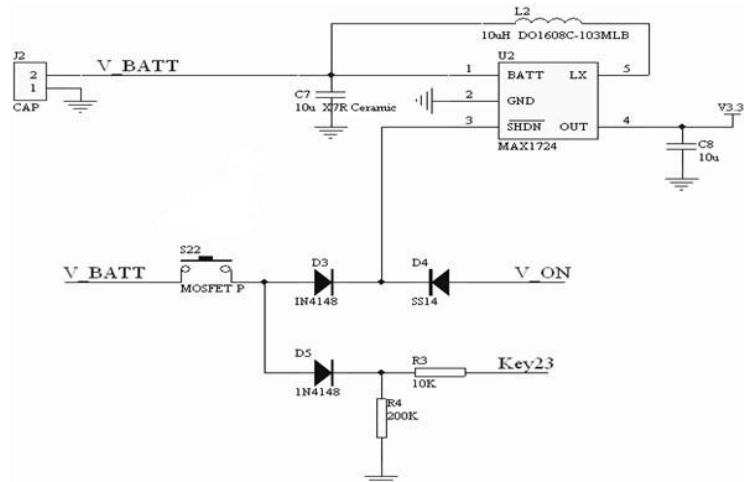 L2
10uH DO1608C-103MLB
J2
V_BATT
2
1
CAP
C7
10u X7R Ceramic
U2
1 BATT LX 5
2 GND
3 SHDN OUT 4
MAX1724
V3.3
C8
10u
S22
V_BATT
MOSFET P
D3
IN4148
D4
SS14
V_ON
D5
1N4148
R3
10K
Key23
R4
200K